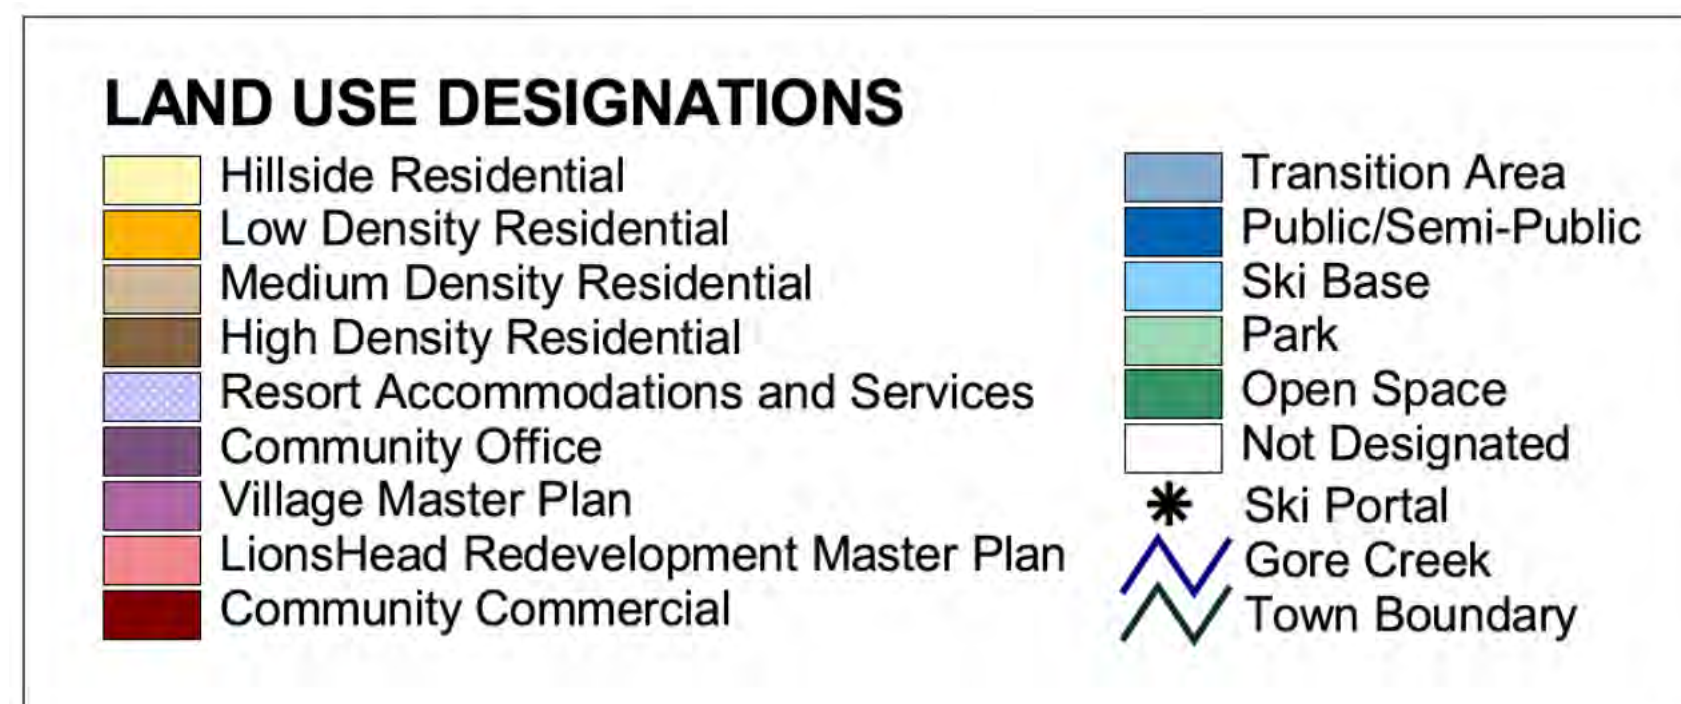 LAND USE DESIGNATIONS
Hillside Residential
Low Density Residential
Medium Density Residential
High Density Residential
Resort Accommodations and Services
Community Office
Village Master Plan
LionsHead Redevelopment Master Plan
Community Commercial
Transition Area
Public/Semi-Public
Ski Base
Park
Open Space
Not Designated
Ski Portal
Gore Creek
Town Boundary